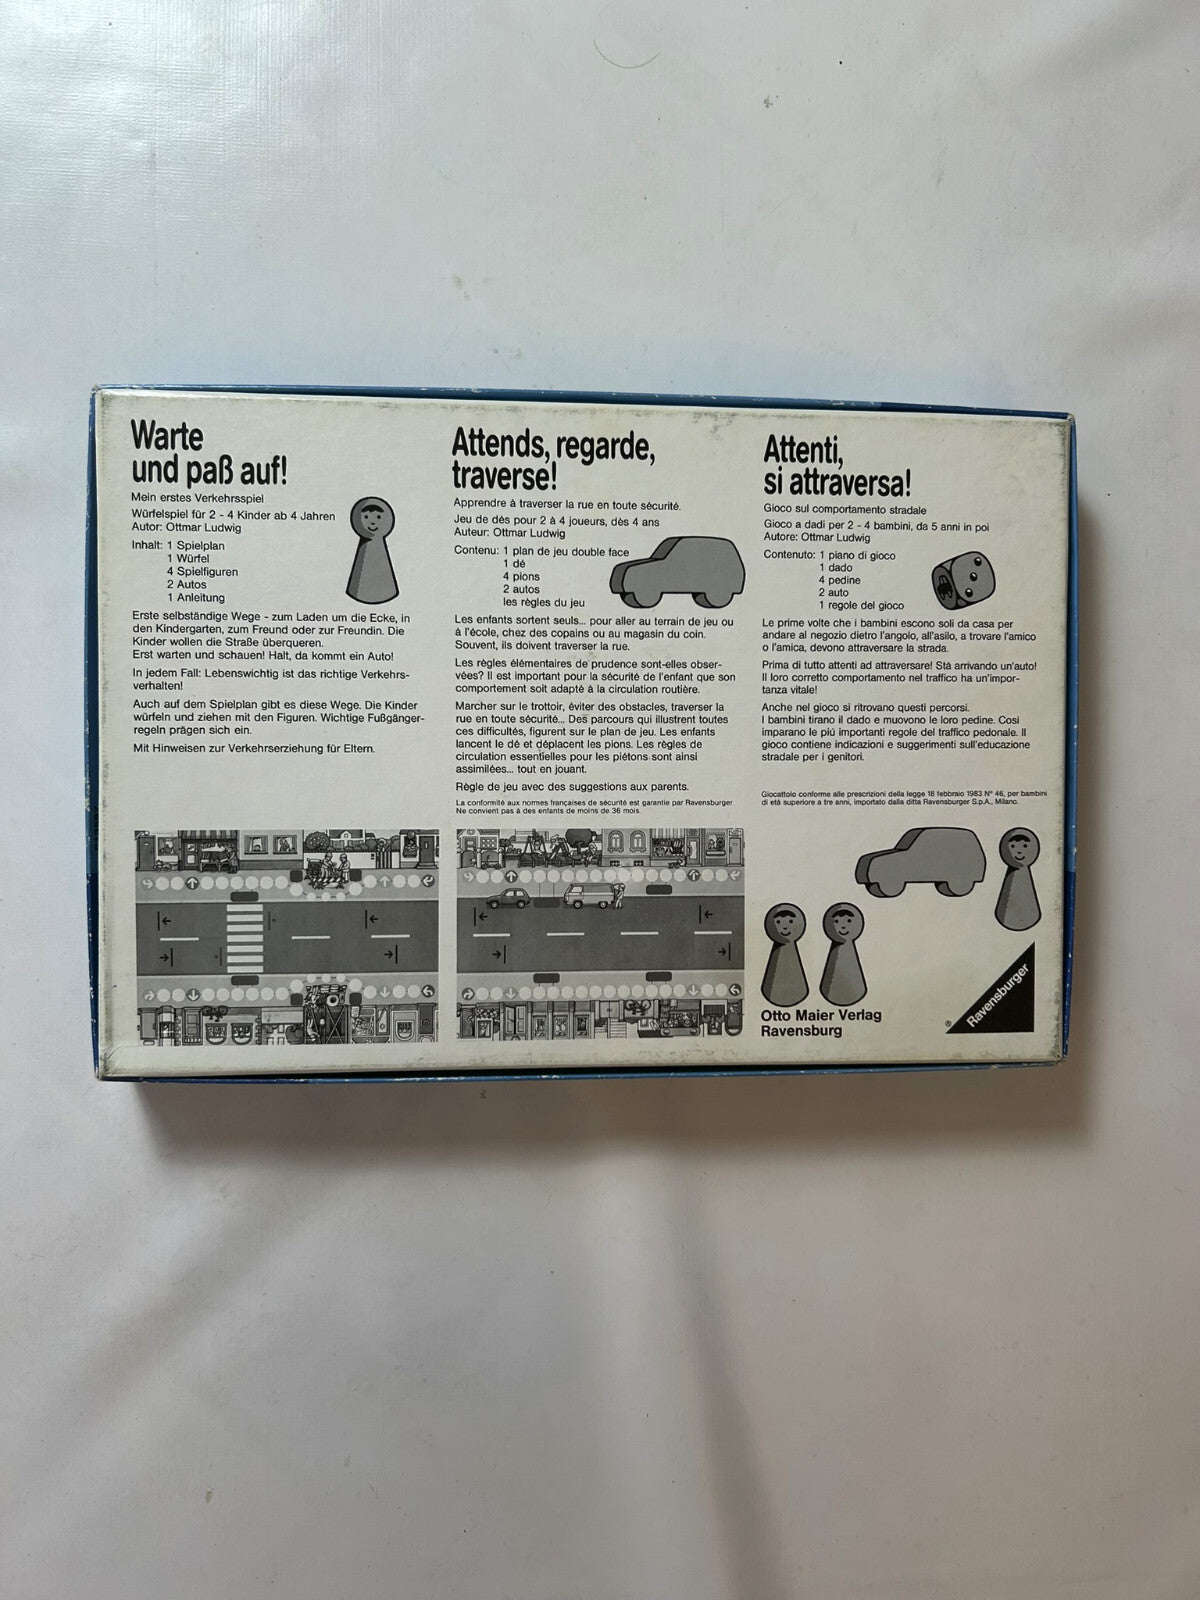 Warte
und paß auf!
Mein erstes Verkehrsspiel
Würfelspiel für 2 - 4 Kinder ab 4 Jahren
Autor: Ottmar Ludwig
Inhalt: 1 Spielplan
1 Würfel
4 Spielfiguren
2 Autos
1 Anleitung
Erste selbständige Wege - zum Laden um die Ecke, in
den Kindergarten, zum Freund oder zur Freundin. Die
Kinder wollen die Straße überqueren.
Erst warten und schauen! Halt, da kommt ein Auto!
In jedem Fall: Lebenswichtig ist das richtige Verkehrs-
verhalten!
Auch auf dem Spielplan gibt es diese Wege. Die Kinder
würfeln und ziehen mit den Figuren. Wichtige Fußgänger-
regeln prägen sich ein.
Mit Hinweisen zur Verkehrserziehung für Eltern.
Attends, regarde,
traverse!
Apprendre à traverser la rue en toute sécurité.
Jeu de dés pour 2 à 4 joueurs, dès 4 ans
Auteur: Ottmar Ludwig
Contenu: 1 plan de jeu double face
1 dé
4 pions
2 autos
les règles du jeu
Les enfants sortent seuls... pour aller au terrain de jeu ou
à l'école, chez des copains ou au magasin du coin.
Souvent, ils doivent traverser la rue.
Les règles élémentaires de prudence sont-elles obser-
vées? Il est important pour la sécurité de l'enfant que son
comportement soit adapté à la circulation routière.
Marcher sur le trottoir, éviter des obstacles, traverser la
rue en toute sécurité... Des parcours qui illustrent toutes
ces difficultés, figurent sur le plan de jeu. Les enfants
lancent le dé et déplacent les pions. Les règles de
circulation essentielles pour les piétons sont ainsi
assimilées... tout en jouant.
Règle de jeu avec des suggestions aux parents.
La conformité aux normes françaises de sécurité est garantie par Ravensburger
Ne convient pas à des enfants de moins de 36 mois.
Attenti,
si attraversa!
Gioco sul comportamento stradale
Gioco a dadi per 2 - 4 bambini, da 5 anni in poi
Autore: Ottmar Ludwig
Contenuto: 1 piano di gioco
1 dado
4 pedine
2 auto
1 regole del gioco
Le prime volte che i bambini escono soli da casa per
andare al negozio dietro l'angolo, all'asilo, a trovare l'amico
o l'amica, devono attraversare la strada.
Prima di tutto attenti ad attraversare! Sta arrivando un'auto!
Il loro corretto comportamento nel traffico ha un'impor-
tanza vitale!
Anche nel gioco si ritrovano questi percorsi.
I bambini tirano il dado e muovono le loro pedine. Così
imparano le più importanti regole del traffico pedonale. Il
gioco contiene indicazioni e suggerimenti sull'educazione
stradale per i genitori.
Giocattolo conforme alle prescrizioni della legge 18 febbraio 1983 N° 46, per bambini
di età superiore a tre anni, importato dalla ditta Ravensburger S.p.A., Milano.
Otto Maier Verlag
Ravensburg
® Ravensburger